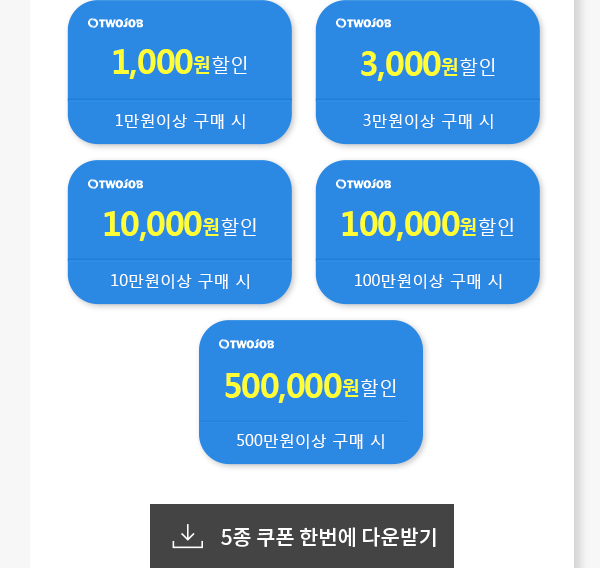 OTWOJOB
1,000원할인
1만원이상 구매 시
OTWOJOB
3,000원할인
3만원이상 구매 시
OTWOJOB
10,000원할인
10만원이상 구매 시
OTWOJOB
100,000원할인
100만원이상 구매 시
OTWOJOB
500,000원할인
500만원이상 구매 시
5종 쿠폰 한번에 다운받기